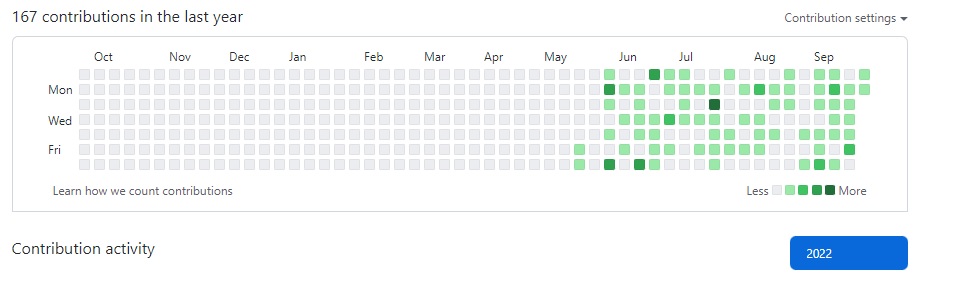 167 contributions in the last year
Contribution settings
Oct Nov Dec Jan Feb Mar Apr May Jun Jul Aug Sep
Mon
Wed
Fri
Learn how we count contributions
Less More
Contribution activity
2022